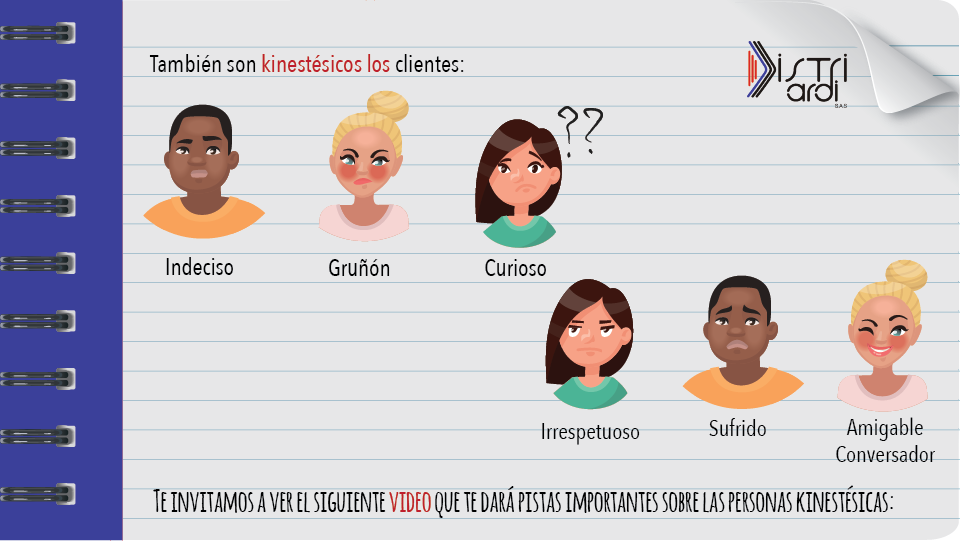 También son kinestésicos los clientes:
DISTRI
ardi
SAS
??
Indeciso
Gruñón
Curioso
Irrespetuoso
Sufrido
Amigable
Conversador
TE INVITAMOS A VER EL SIGUIENTE VIDEO QUE TE DARÁ PISTAS IMPORTANTES SOBRE LAS PERSONAS KINESTÉSICAS: